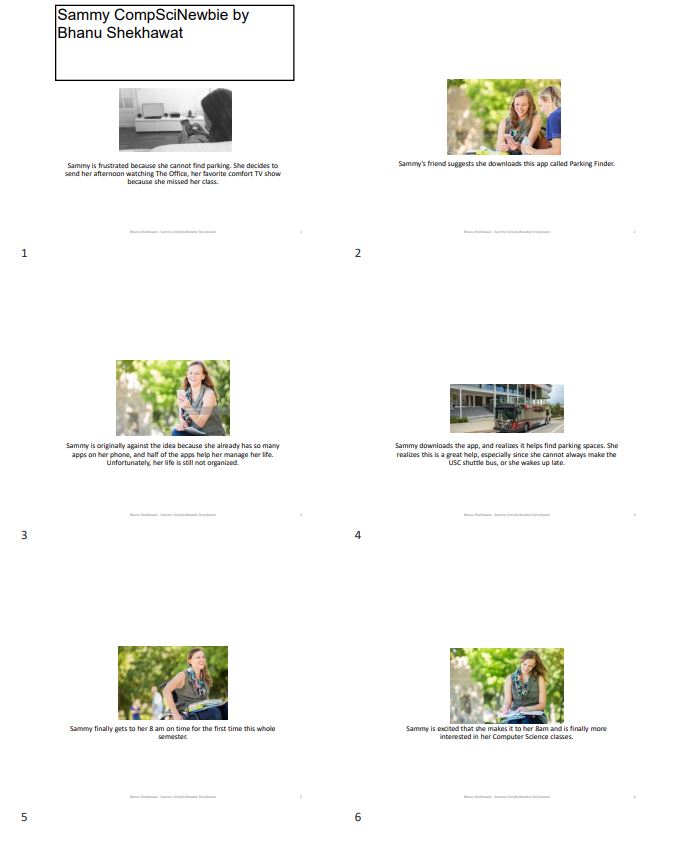 Sammy CompSciNewbie by
Bhanu Shekhawat
Sammy is frustrated because she cannot find parking. She decides to
send her afternoon watching The Office, her favorite comfort TV show
because she missed her class.
Bhanu Shekhawat - Sammy CompSciNewbie Storyboard
1
1
Sammy's friend suggests she downloads this app called Parking Finder.
Bhanu Shekhawat - Sammy CompSciNewbie Storyboard
2
2
Sammy is originally against the idea because she already has so many
apps on her phone, and half of the apps help her manage her life.
Unfortunately, her life is still not organized.
Bhanu Shekhawat - Sammy CompSciNewbie Storyboard
3
3
Sammy downloads the app, and realizes it helps find parking spaces. She
realizes this is a great help, especially since she cannot always make the
USC shuttle bus, or she wakes up late.
Bhanu Shekhawat - Sammy CompSciNewbie Storyboard
4
4
Sammy finally gets to her 8 am on time for the first time this whole
semester.
Bhanu Shekhawat - Sammy CompSciNewbie Storyboard
5
5
Sammy is excited that she makes it to her 8am and is finally more
interested in her Computer Science classes.
Bhanu Shekhawat - Sammy CompSciNewbie Storyboard
6
6